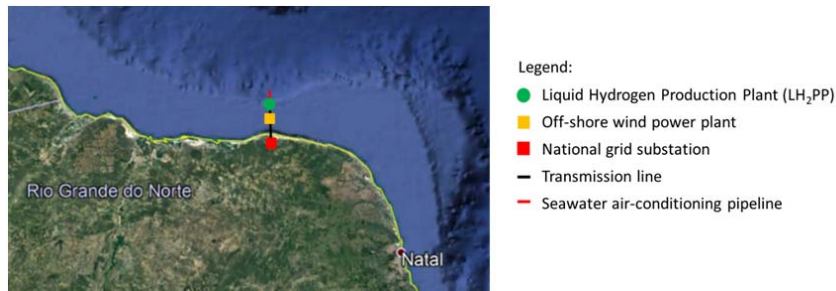 Legend:
Liquid Hydrogen Production Plant (LH₂PP)
Off-shore wind power plant
National grid substation
Transmission line
Seawater air-conditioning pipeline
Rio Grande do Norte
Natal